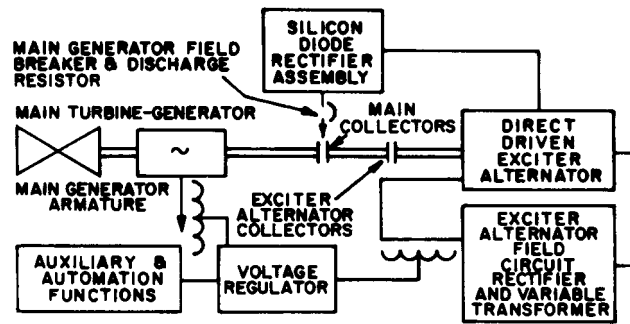 SILICON
DIODE
RECTIFIER
ASSEMBLY
MAIN GENERATOR FIELD
BREAKER & DISCHARGE
RESISTOR
MAIN TURBINE-GENERATOR
MAIN
COLLECTORS
~
DIRECT
DRIVEN
EXCITER
ALTERNATOR
MAIN GENERATOR
ARMATURE
EXCITER
ALTERNATOR
COLLECTORS
EXCITER
ALTERNATOR
FIELD
CIRCUIT
RECTIFIER
AND VARIABLE
TRANSFORMER
AUXILIARY &
AUTOMATION
FUNCTIONS
VOLTAGE
REGULATOR